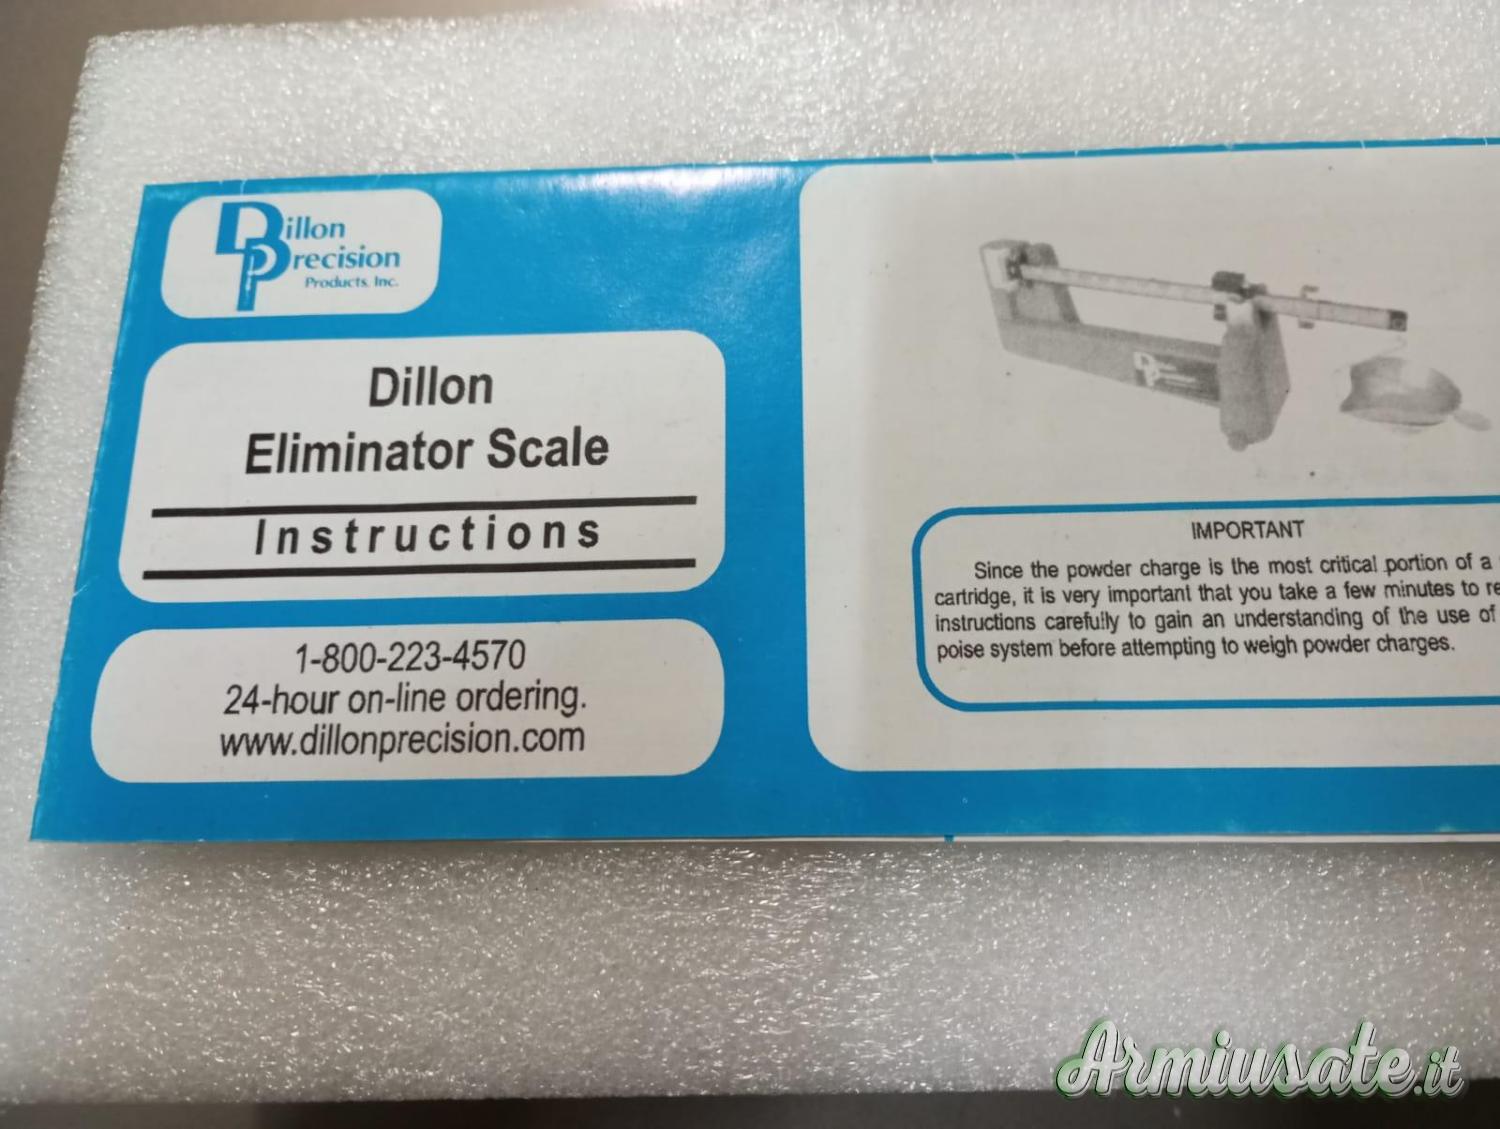 Dillon
Precision
Products, Inc.
Dillon
Eliminator Scale
Instructions
1-800-223-4570
24-hour on-line ordering.
www.dillonprecision.com
IMPORTANT
Since the powder charge is the most critical portion of a
cartridge, it is very important that you take a few minutes to re
instructions carefully to gain an understanding of the use of
poise system before attempting to weigh powder charges.
Armiusate.it